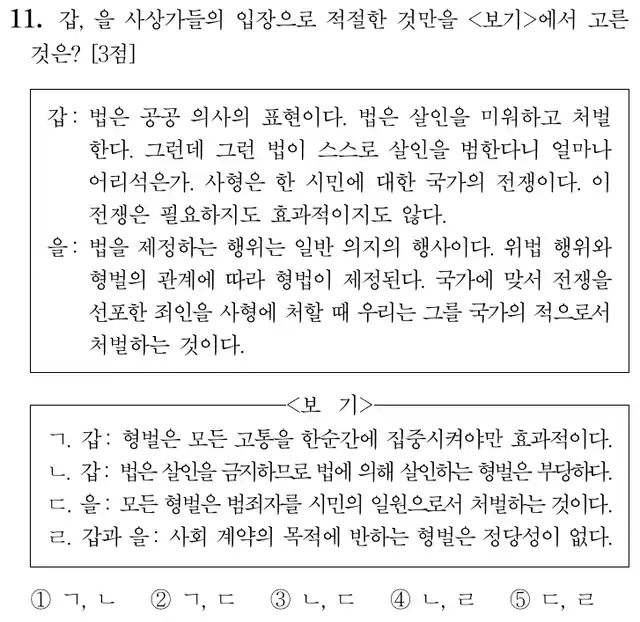 11. 갑, 을 사상가들의 입장으로 적절한 것만을 <보기>에서 고른
것은? [3점]
갑: 법은 공공 의사의 표현이다. 법은 살인을 미워하고 처벌
한다. 그런데 그런 법이 스스로 살인을 범한다니 얼마나
어리석은가. 사형은 한 시민에 대한 국가의 전쟁이다. 이
전쟁은 필요하지도 효과적이지도 않다.
을: 법을 제정하는 행위는 일반 의지의 행사이다. 위법 행위와
형벌의 관계에 따라 형법이 제정된다. 국가에 맞서 전쟁을
선포한 죄인을 사형에 처할 때 우리는 그를 국가의 적으로서
처벌하는 것이다.
<보 기>
ㄱ. 갑: 형벌은 모든 고통을 한순간에 집중시켜야만 효과적이다.
ㄴ. 갑: 법은 살인을 금지하므로 법에 의해 살인하는 형벌은 부당하다.
ㄷ. 을: 모든 형벌은 범죄자를 시민의 일원으로서 처벌하는 것이다.
ㄹ. 갑과 을: 사회 계약의 목적에 반하는 형벌은 정당성이 없다.
① ㄱ, ㄴ ② ㄱ, ㄷ ③ ㄴ, ㄷ ④ ㄴ, ㄹ ⑤ ㄷ, ㄹ